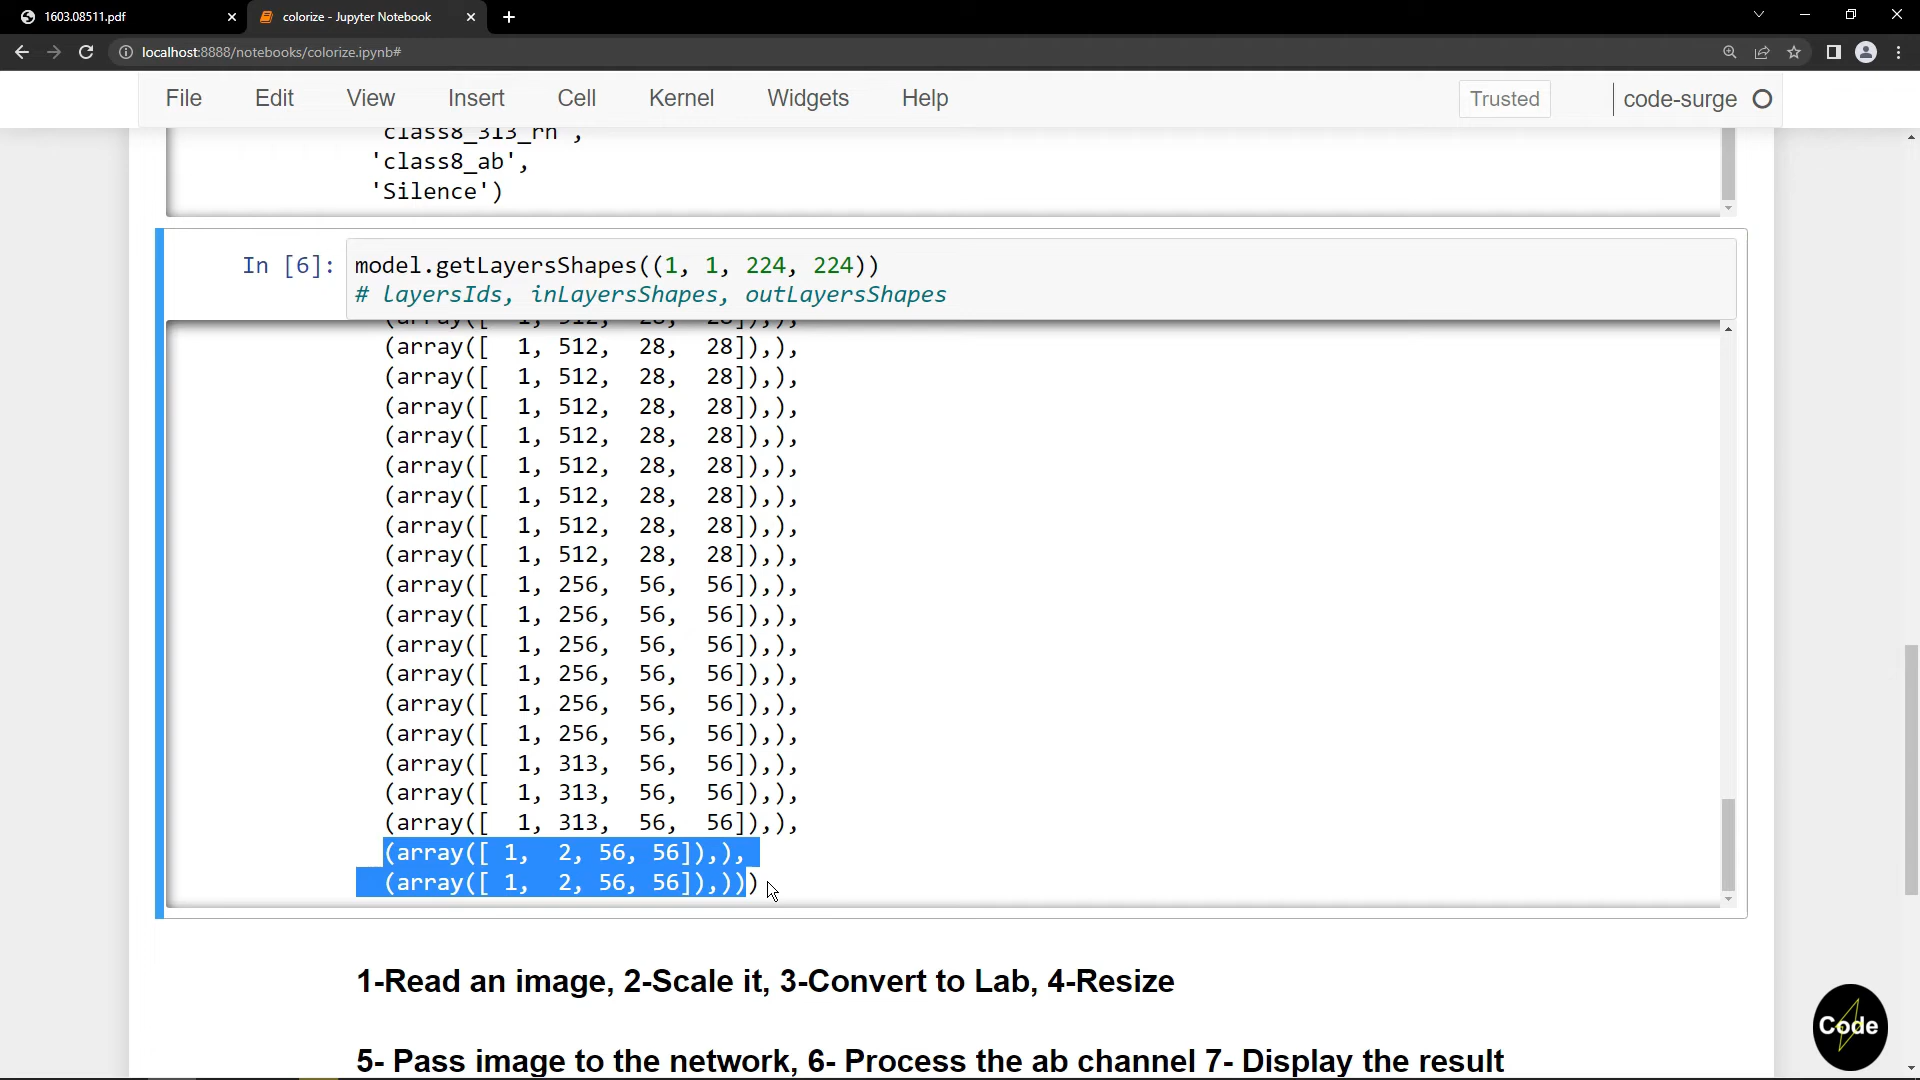 1603.08511.pdf
colorize - Jupyter Notebook
localhost:8888/notebooks/colorize.ipynb#
File Edit View Insert Cell Kernel Widgets Help
Trusted
code-surge
'class8_313_rh',
'class8_ab',
'Silence')
In [6]:
model.getLayersShapes((1, 1, 224, 224))
# layersIds, inLayersShapes, outLayersShapes
(array([  1, 512,  28,  28]),),
(array([  1, 512,  28,  28]),),
(array([  1, 512,  28,  28]),),
(array([  1, 512,  28,  28]),),
(array([  1, 512,  28,  28]),),
(array([  1, 512,  28,  28]),),
(array([  1, 512,  28,  28]),),
(array([  1, 512,  28,  28]),),
(array([  1, 512,  28,  28]),),
(array([  1, 256,  56,  56]),),
(array([  1, 256,  56,  56]),),
(array([  1, 256,  56,  56]),),
(array([  1, 256,  56,  56]),),
(array([  1, 256,  56,  56]),),
(array([  1, 256,  56,  56]),),
(array([  1, 313,  56,  56]),),
(array([  1, 313,  56,  56]),),
(array([  1, 313,  56,  56]),),
(array([ 1,  2, 56, 56]),),
(array([ 1,  2, 56, 56]),)))
1-Read an image, 2-Scale it, 3-Convert to Lab, 4-Resize
5- Pass image to the network, 6- Process the ab channel 7- Display the result
Code